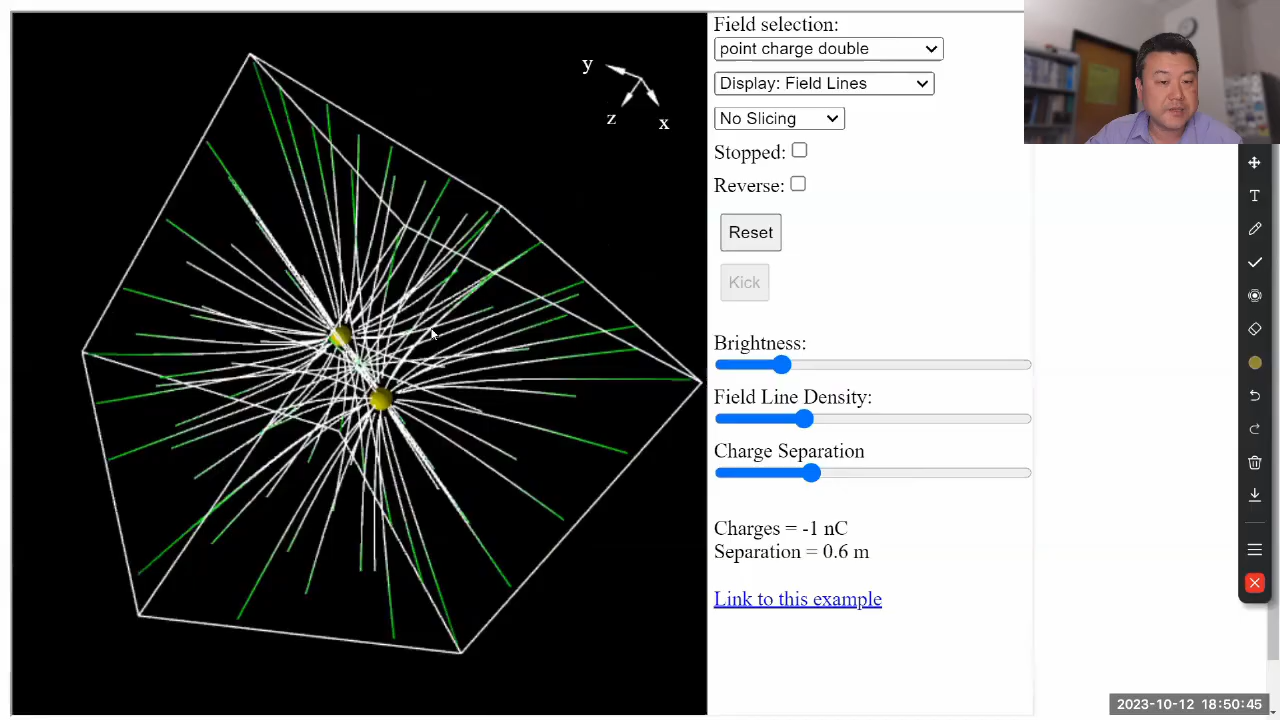 y
z
x
Field selection:
point charge double
Display: Field Lines
No Slicing
Stopped:
Reverse:
Reset
Kick
Brightness:
Field Line Density:
Charge Separation
Charges = -1 nC
Separation = 0.6 m
Link to this example
T
2023-10-12 18:50:45